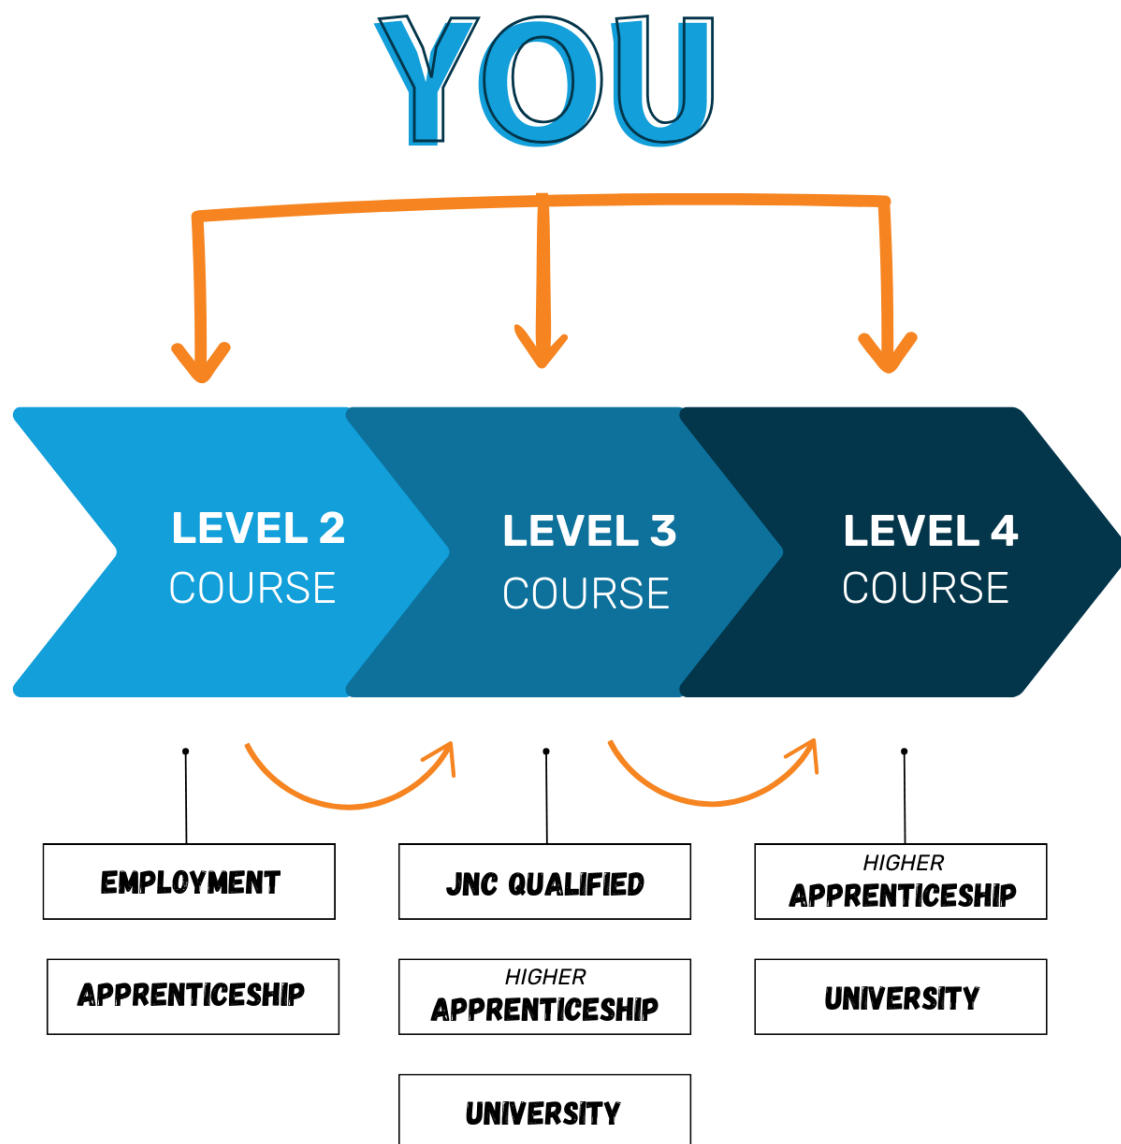 YOU
LEVEL 2
COURSE
LEVEL 3
COURSE
LEVEL 4
COURSE
EMPLOYMENT
APPRENTICESHIP
JNC QUALIFIED
HIGHER
APPRENTICESHIP
UNIVERSITY
HIGHER
APPRENTICESHIP
UNIVERSITY